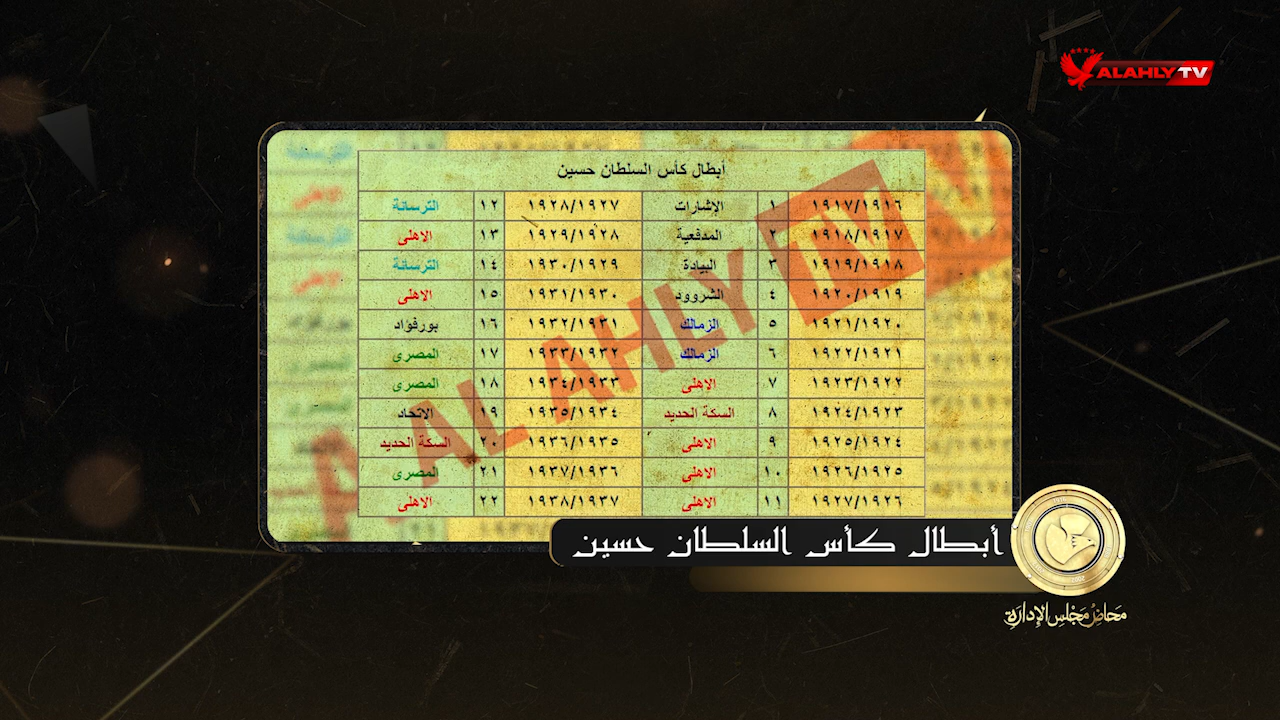 ALAHLY TV
أبطال كأس السلطان حسين
١٩١٧/١٩١٦ ١ الإشارات ١٩٢٨/١٩٢٧ ١٢ الترسانة
١٩١٨/١٩١٧ ٢ المدفعية ١٩٢٩/١٩٢٨ ١٣ الاهلى
١٩١٩/١٩١٨ ٣ البيادة ١٩٣٠/١٩٢٩ ١٤ الترسانة
١٩٢٠/١٩١٩ ٤ الشروود ١٩٣١/١٩٣٠ ١٥ الاهلى
١٩٢١/١٩٢٠ ٥ الزمالك ١٩٣٢/١٩٣١ ١٦ بورفؤاد
١٩٢٢/١٩٢١ ٦ الزمالك ١٩٣٣/١٩٣٢ ١٧ المصرى
١٩٢٣/١٩٢٢ ٧ الاهلى ١٩٣٤/١٩٣٣ ١٨ المصرى
١٩٢٤/١٩٢٣ ٨ السكة الحديد ١٩٣٥/١٩٣٤ ١٩ الاتحاد
١٩٢٥/١٩٢٤ ٩ الاهلى ١٩٣٦/١٩٣٥ ٢٠ السكة الحديد
١٩٢٦/١٩٢٥ ١٠ الاهلى ١٩٣٧/١٩٣٦ ٢١ المصرى
١٩٢٧/١٩٢٦ ١١ الاهلى ١٩٣٨/١٩٣٧ ٢٢ الاهلى
AL AHLY TV
أبطال كأس السلطان حسين
محاضر مجلس الإدارة